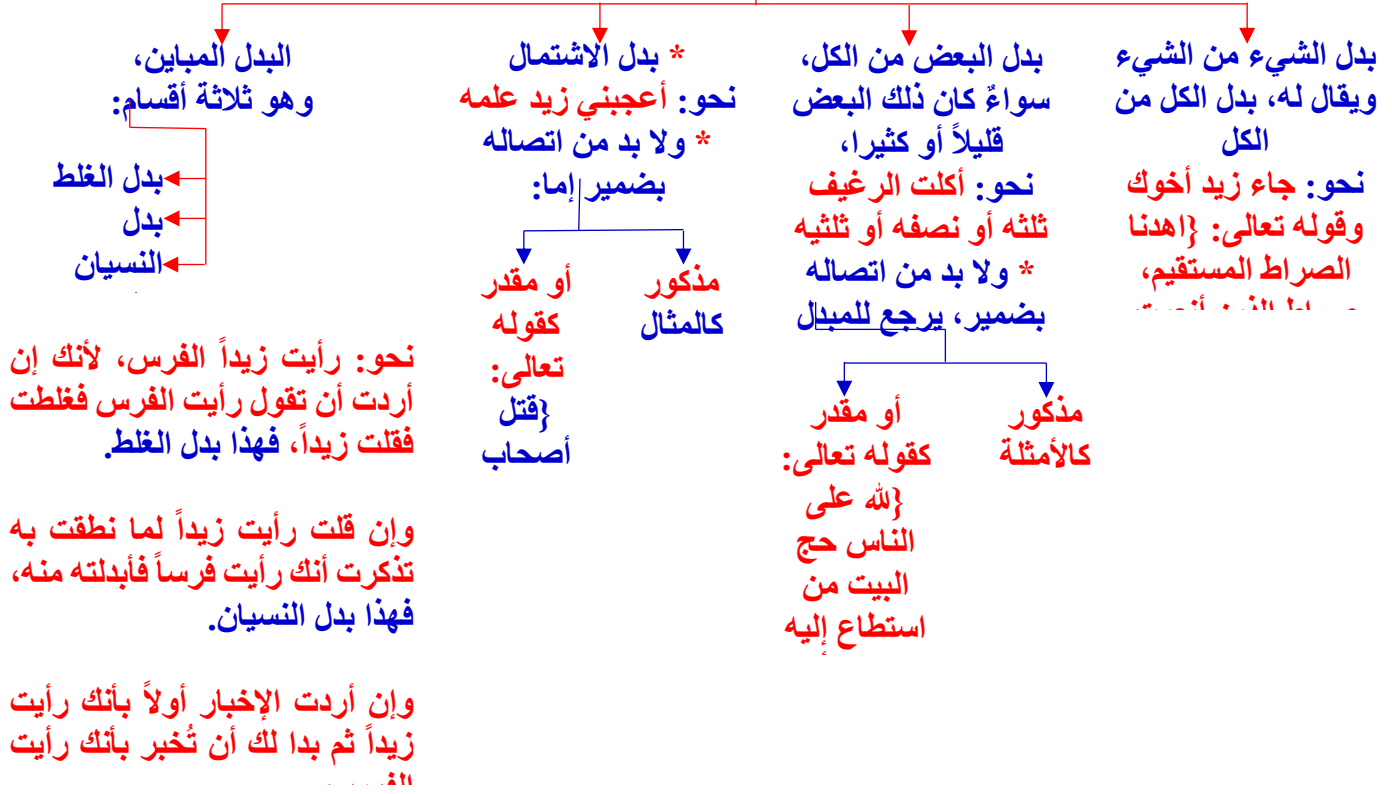 بدل الشيء من الشيء
ويقال له، بدل الكل من
الكل
نحو: جاء زيد أخوك
وقوله تعالى: {اهدنا
الصراط المستقيم،
بدل البعض من الكل،
سواءٌ كان ذلك البعض
قليلاً أو كثيرا،
نحو: أكلت الرغيف
ثلثه أو نصفه أو ثلثيه
* ولا بد من اتصاله
بضمير، يرجع للمبدل
مذكور
كالأمثلة
أو مقدر
كقوله تعالى:
{لله على
الناس حج
البيت من
استطاع إليه
* بدل الاشتمال
نحو: أعجبني زيد علمه
* ولا بد من اتصاله
بضمير إما:
مذكور
كالمثال
أو مقدر
كقوله
تعالى:
{قتل
أصحاب
البدل المباين،
وهو ثلاثة أقسام:
بدل الغلط
بدل
النسيان
نحو: رأيت زيداً الفرس، لأنك إن
أردت أن تقول رأيت الفرس فغلطت
فقلت زيداً، فهذا بدل الغلط.
وإن قلت رأيت زيداً لما نطقت به
تذكرت أنك رأيت فرساً فأبدلته منه،
فهذا بدل النسيان.
وإن أردت الإخبار أولاً بأنك رأيت
زيداً ثم بدا لك أن تُخبر بأنك رأيت